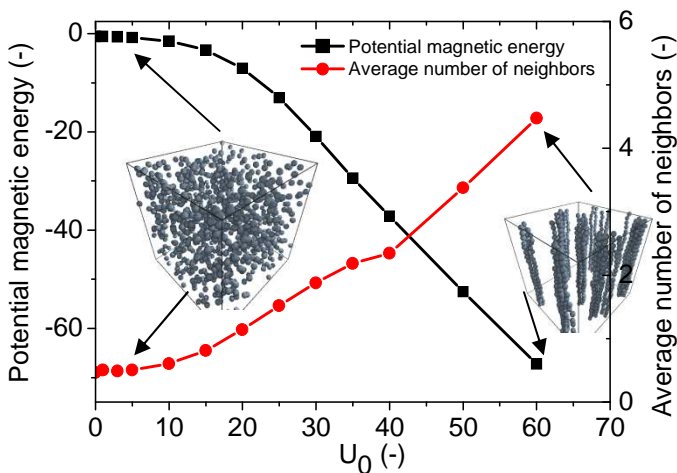 Potential magnetic energy (-)
0
-20
-40
-60
Potential magnetic energy
Average number of neighbors
6
4
2
0
Average number of neighbors (-)
0 10 20 30 40 50 60 70
U₀ (-)